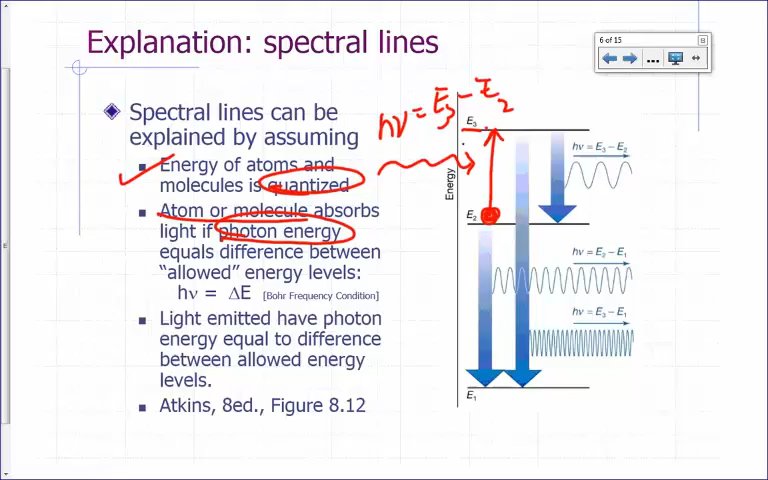 Explanation: spectral lines
6 of 15
B
Spectral lines can be
explained by assuming
Energy of atoms and
molecules is quantized
Atom or molecule absorbs
light if photon energy
equals difference between
“allowed” energy levels:
hν = ΔE [Bohr Frequency Condition]
Light emitted have photon
energy equal to difference
between allowed energy
levels.
Atkins, 8ed., Figure 8.12
hν = E3 - E2
E3
hν = E3 – E2
Energy
E2
hν = E2 – E1
hν = E3 – E1
E1